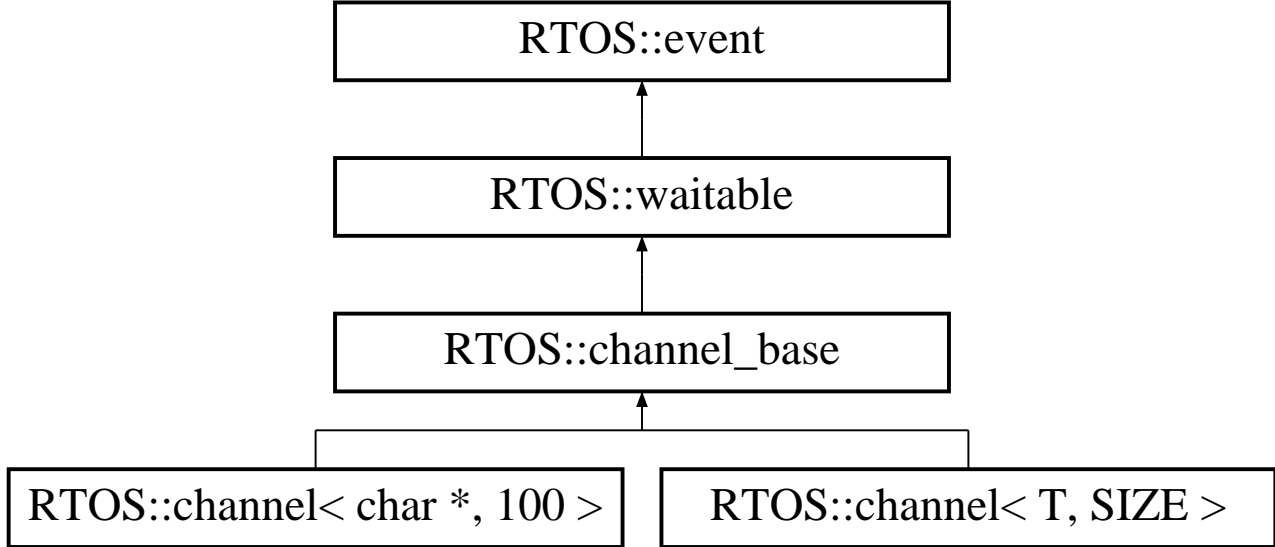 RTOS::event
RTOS::waitable
RTOS::channel_base
RTOS::channel< char *, 100 >
RTOS::channel< T, SIZE >